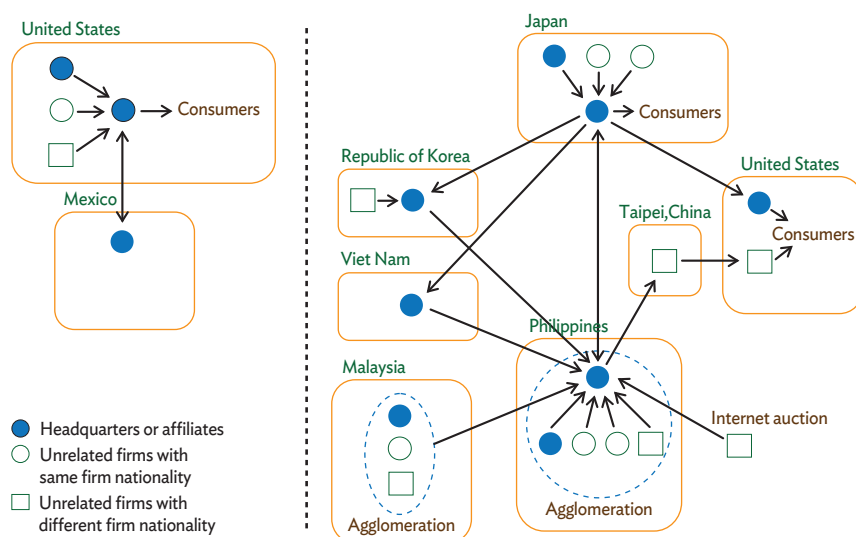 United States
Consumers
Mexico
Headquarters or affiliates
Unrelated firms with
same firm nationality
Unrelated firms with
different firm nationality
Japan
Consumers
Republic of Korea
United States
Taipei,China
Consumers
Viet Nam
Philippines
Malaysia
Internet auction
Agglomeration
Agglomeration